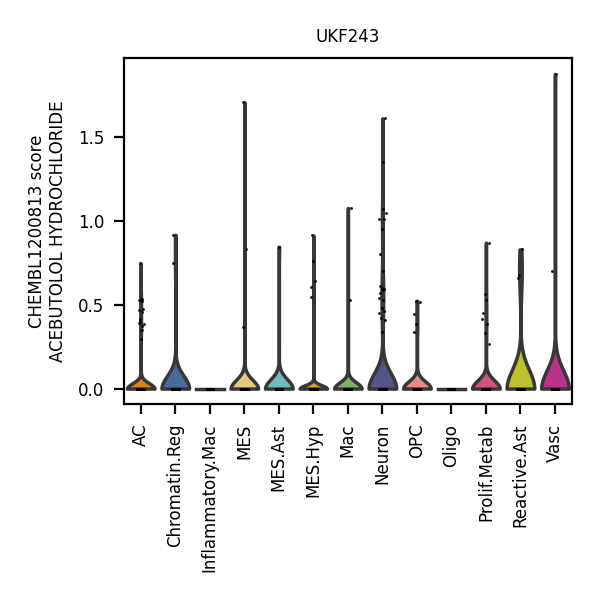 UKF243
CHEMBL1200813 score
ACEBUTOLOL HYDROCHLORIDE
1.5
1.0
0.5
0.0
AC
Chromatin.Reg
Inflammatory.Mac
MES
MES.Ast
MES.Hyp
Mac
Neuron
OPC
Oligo
Prolif.Metab
Reactive.Ast
Vasc